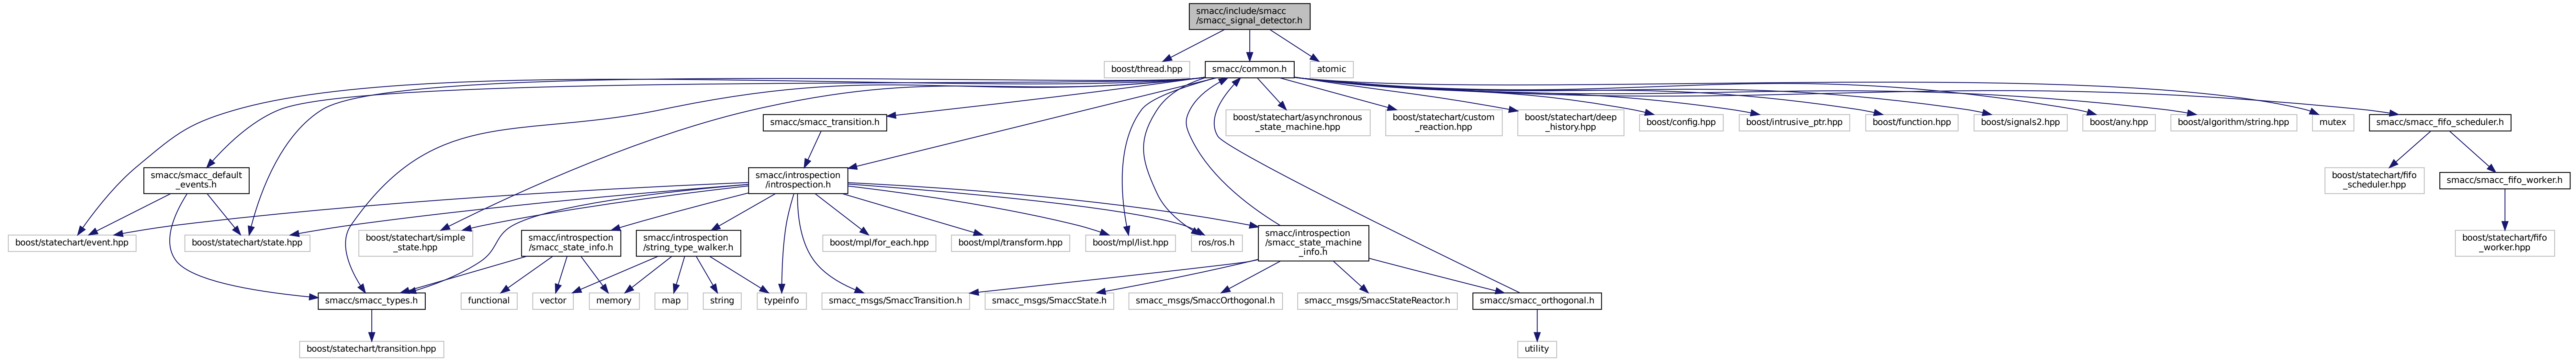 smacc/include/smacc
/smacc_signal_detector.h
boost/thread.hpp
smacc/common.h
atomic
smacc/smacc_transition.h
boost/statechart/asynchronous
_state_machine.hpp
boost/statechart/custom
_reaction.hpp
boost/statechart/deep
_history.hpp
boost/config.hpp
boost/intrusive_ptr.hpp
boost/function.hpp
boost/signals2.hpp
boost/any.hpp
boost/algorithm/string.hpp
mutex
smacc/smacc_fifo_scheduler.h
smacc/smacc_default
_events.h
smacc/introspection
/introspection.h
boost/statechart/fifo
_scheduler.hpp
smacc/smacc_fifo_worker.h
boost/statechart/event.hpp
boost/statechart/state.hpp
boost/statechart/simple
_state.hpp
smacc/introspection
/smacc_state_info.h
smacc/introspection
/string_type_walker.h
boost/mpl/for_each.hpp
boost/mpl/transform.hpp
boost/mpl/list.hpp
ros/ros.h
smacc/introspection
/smacc_state_machine
_info.h
boost/statechart/fifo
_worker.hpp
smacc/smacc_types.h
functional
vector
memory
map
string
typeinfo
smacc_msgs/SmaccTransition.h
smacc_msgs/SmaccState.h
smacc_msgs/SmaccOrthogonal.h
smacc_msgs/SmaccStateReactor.h
smacc/smacc_orthogonal.h
boost/statechart/transition.hpp
utility